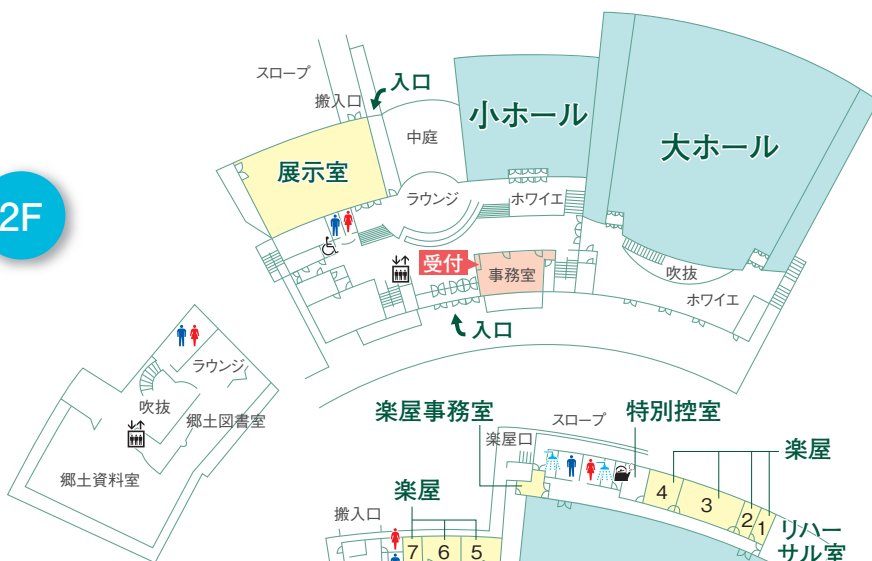 スロープ
搬入口
入口
中庭
小ホール
大ホール
展示室
2F
ラウンジ
ホワイエ
受付
事務室
吹抜
ホワイエ
入口
ラウンジ
吹抜
郷土図書室
郷土資料室
楽屋事務室
スロープ
特別控室
楽屋口
楽屋
4
3
2
1
楽屋
搬入口
7
6
5
リハー
サル室